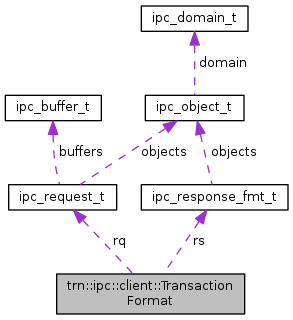 ipc_domain_t
domain
ipc_buffer_t
ipc_object_t
buffers
objects
objects
ipc_request_t
ipc_response_fmt_t
rq
rs
trn::ipc::client::Transaction
Format